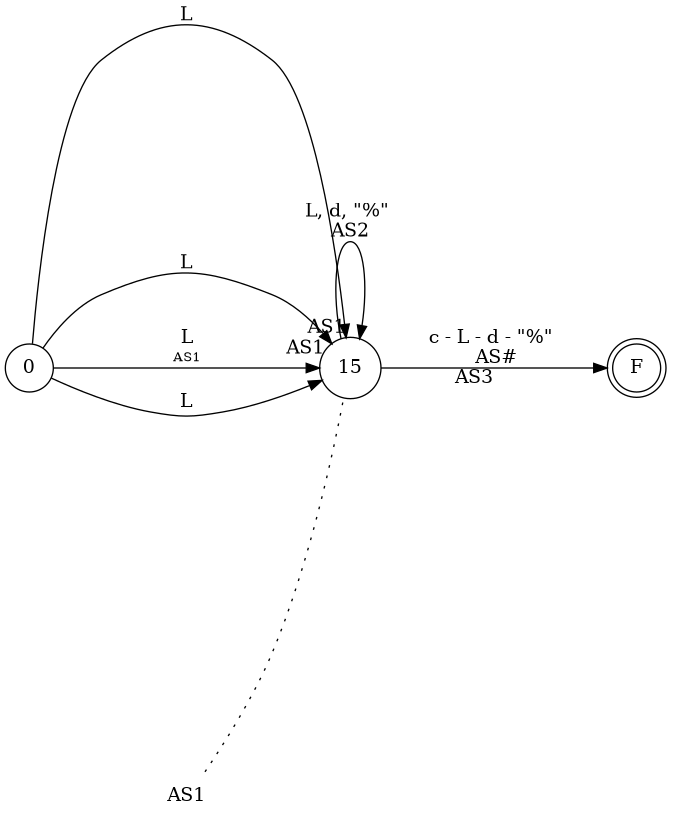 L
L, d, "%"
AS2
L
AS1
L
AS1
c - L - d - "%"
AS1
AS#
0
15
F
AS3
L
AS1